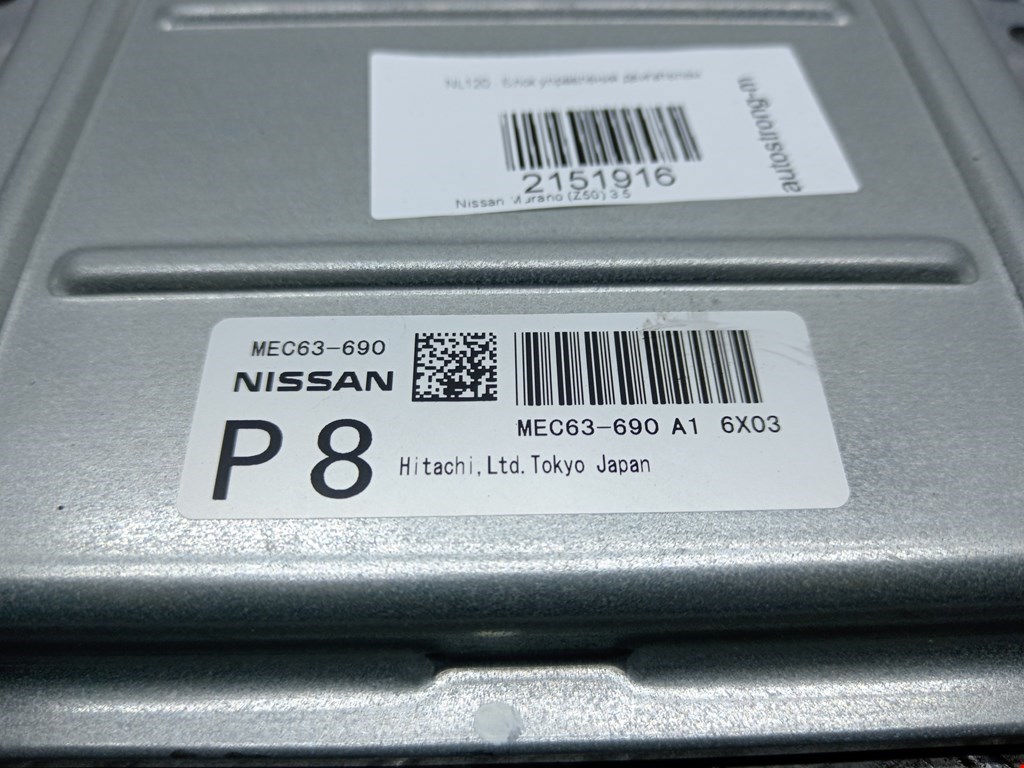 NL120 Блок управления двигателем
2151916
Nissan Murano (Z50) 3.5
autostrong-m
MEC63-690
NISSAN
P8
MEC63-690 A1 6X03
Hitachi, Ltd. Tokyo Japan